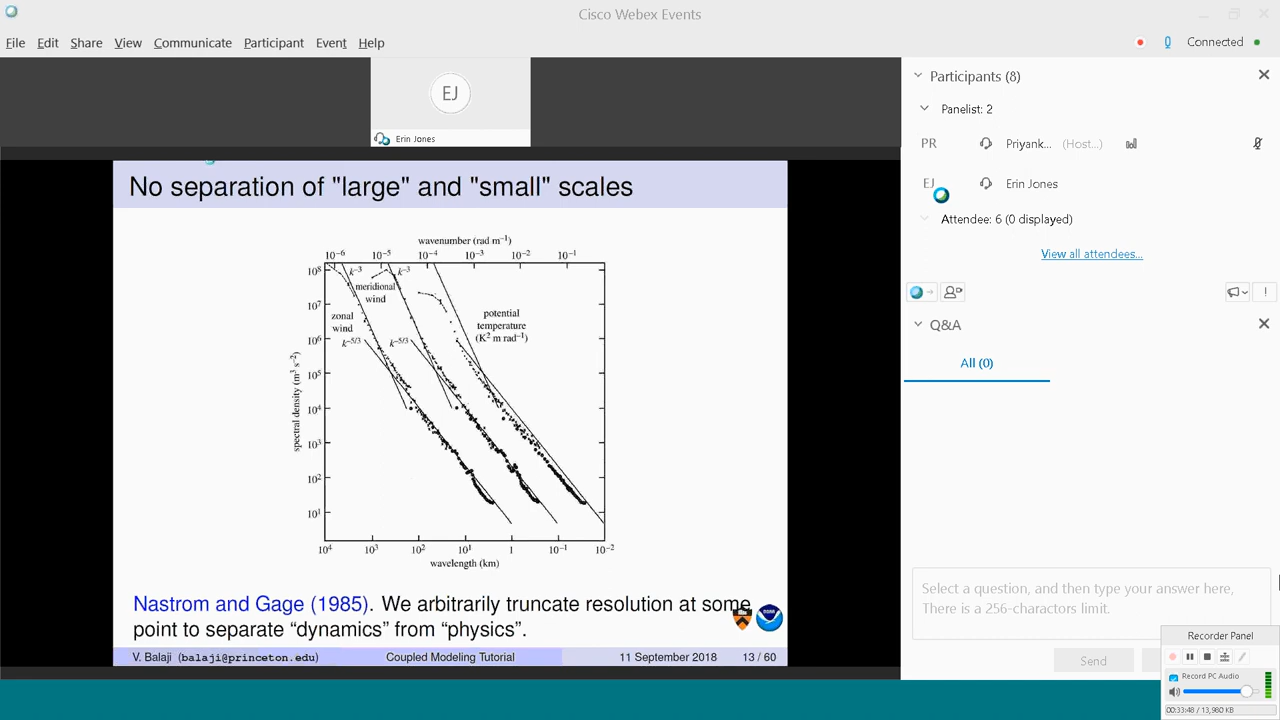 Cisco Webex Events
File Edit Share View Communicate Participant Event Help
Connected
EJ
Erin Jones
Participants (8)
Panelist: 2
PR Priyank... (Host...)
EJ Erin Jones
Attendee: 6 (0 displayed)
View all attendees...
Q&A
All (0)
Select a question, and then type your answer here,
There is a 256-charactors limit.
Send
Recorder Panel
Record PC Audio
00:33:48 / 13,980 KB
No separation of "large" and "small" scales
wavenumber (rad m⁻¹)
10⁻⁶ 10⁻⁵ 10⁻⁴ 10⁻³ 10⁻² 10⁻¹
10⁸
10⁷
10⁶
10⁵
10⁴
10³
10²
10¹
spectral density (m³ s⁻²)
k⁻³
k⁻³
meridional
wind
zonal
wind
k⁻⁵/³
k⁻⁵/³
potential
temperature
(K² m rad⁻¹)
10⁴ 10³ 10² 10¹ 1 10⁻¹ 10⁻²
wavelength (km)
Nastrom and Gage (1985). We arbitrarily truncate resolution at some
point to separate “dynamics” from “physics”.
V. Balaji (balaji@princeton.edu) Coupled Modeling Tutorial 11 September 2018 13 / 60